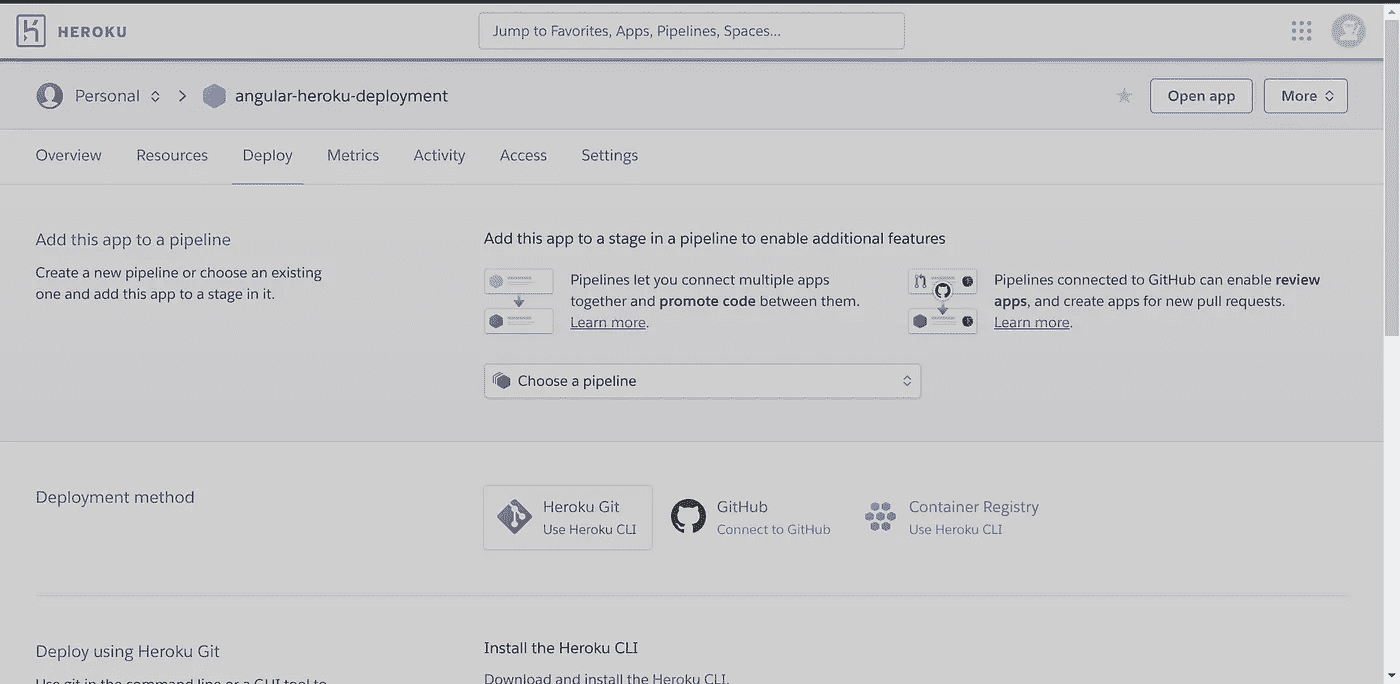 HEROKU
Jump to Favorites, Apps, Pipelines, Spaces...
Personal
angular-heroku-deployment
Open app
More
Overview
Resources
Deploy
Metrics
Activity
Access
Settings
Add this app to a pipeline
Create a new pipeline or choose an existing
one and add this app to a stage in it.
Add this app to a stage in a pipeline to enable additional features
Pipelines let you connect multiple apps
together and promote code between them.
Learn more.
Pipelines connected to GitHub can enable review
apps, and create apps for new pull requests.
Learn more.
Choose a pipeline
Deployment method
Heroku Git
Use Heroku CLI
GitHub
Connect to GitHub
Container Registry
Use Heroku CLI
Deploy using Heroku Git
Use git in the command line or a GUI tool to
Install the Heroku CLI
Download and install the Heroku CLI.